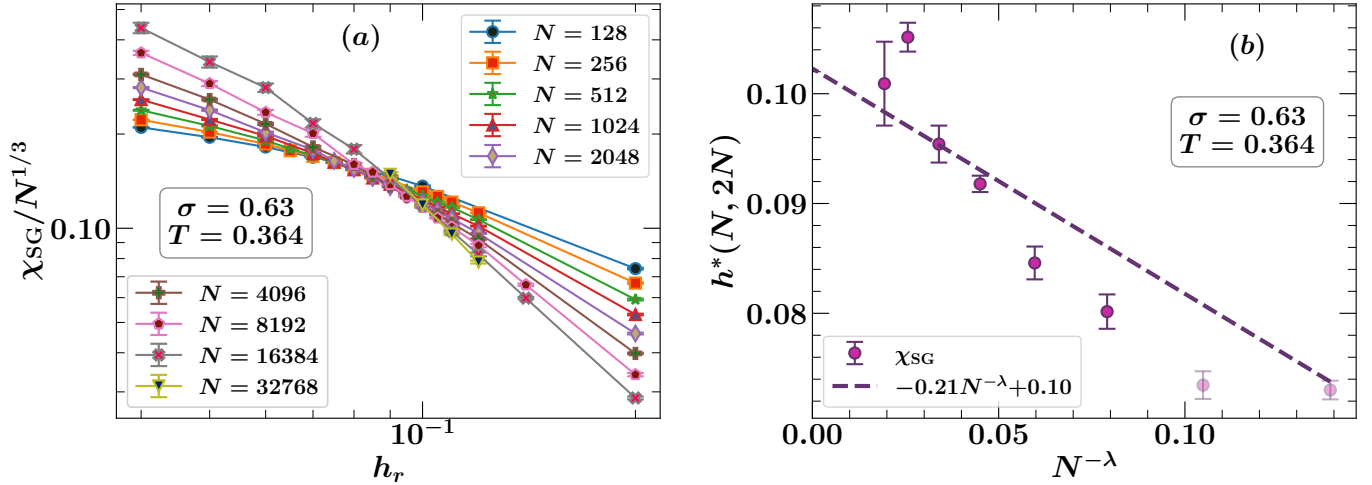 (a)
N = 128
N = 256
N = 512
N = 1024
N = 2048
σ = 0.63
T = 0.364
N = 4096
N = 8192
N = 16384
N = 32768
χSG/N^{1/3}
0.10
10^{−1}
h_r
(b)
σ = 0.63
T = 0.364
χSG
−0.21N^{−λ}+0.10
h*(N, 2N)
0.10
0.09
0.08
0.00
0.05
0.10
N^{−λ}